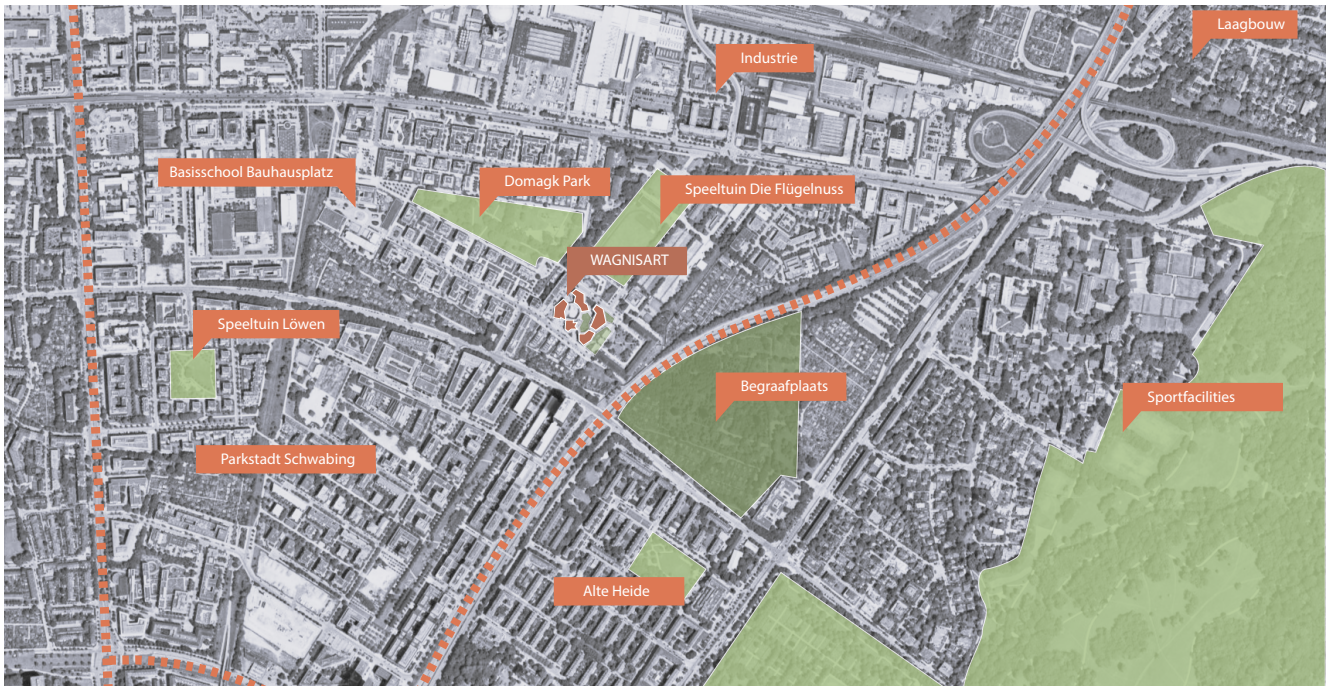 Laagbouw
Industrie
Basisschool Bauhausplatz
Domagk Park
Speeltuin Die Flügelnuss
WAGNISART
Speeltuin Löwen
Begraafplaats
Sportfacilities
Parkstadt Schwabing
Alte Heide